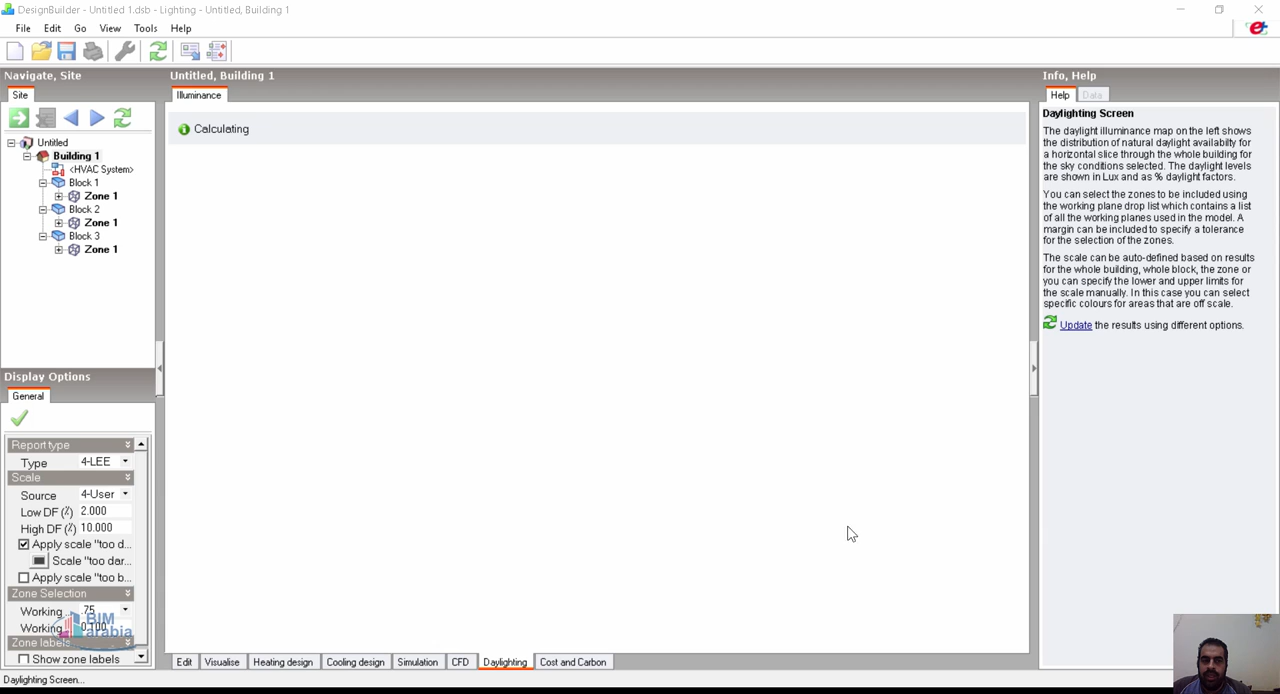 DesignBuilder - Untitled 1.dsb - Lighting - Untitled, Building 1
File Edit Go View Tools Help
Navigate, Site
Site
Untitled
Building 1
<HVAC System>
Block 1
Zone 1
Block 2
Zone 1
Block 3
Zone 1
Display Options
General
Report type
Type 4-LEE
Scale
Source 4-User
Low DF (%) 2.000
High DF (%) 10.000
Apply scale "too d...
Scale "too dar...
Apply scale "too b...
Zone Selection
Working .. .75
Working 0.100
Zone labels
Show zone labels
BIM
arabia
Untitled, Building 1
Illuminance
Calculating
Edit Visualise Heating design Cooling design Simulation CFD Daylighting Cost and Carbon
Info, Help
Help Data
Daylighting Screen
The daylight illuminance map on the left shows
the distribution of natural daylight availabilty for
a horizontal slice through the whole building for
the sky conditions selected. The daylight levels
are shown in Lux and as % daylight factors.
You can select the zones to be included using
the working plane drop list which contains a list
of all the working planes used in the model. A
margin can be included to specify a tolerance
for the selection of the zones.
The scale can be auto-defined based on results
for the whole building, whole block, the zone or
you can specify the lower and upper limits for
the scale manually. In this case you can select
specific colours for areas that are off scale.
Update the results using different options.
Daylighting Screen...